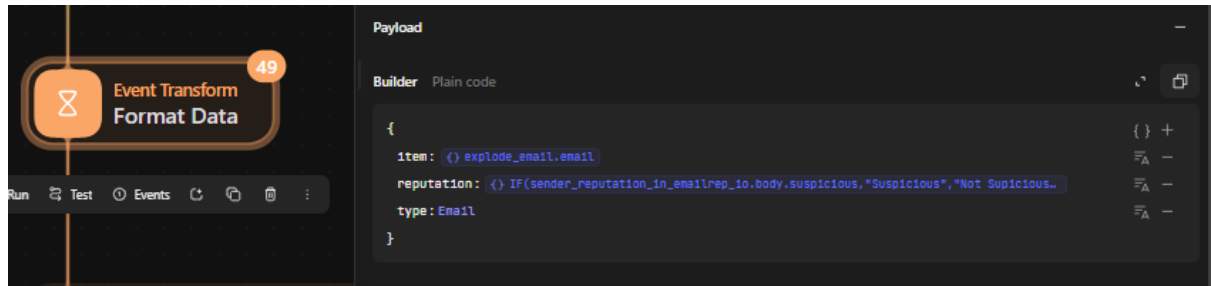 Payload
49
Builder Plain code
Event Transform
Format Data
{
{ } +
item: {} explode_email.email
reputation: {} IF(sender_reputation_in_emailrep_io.body.suspicious,"Suspicious","Not Supicious…
Run Test Events
type: Email
}